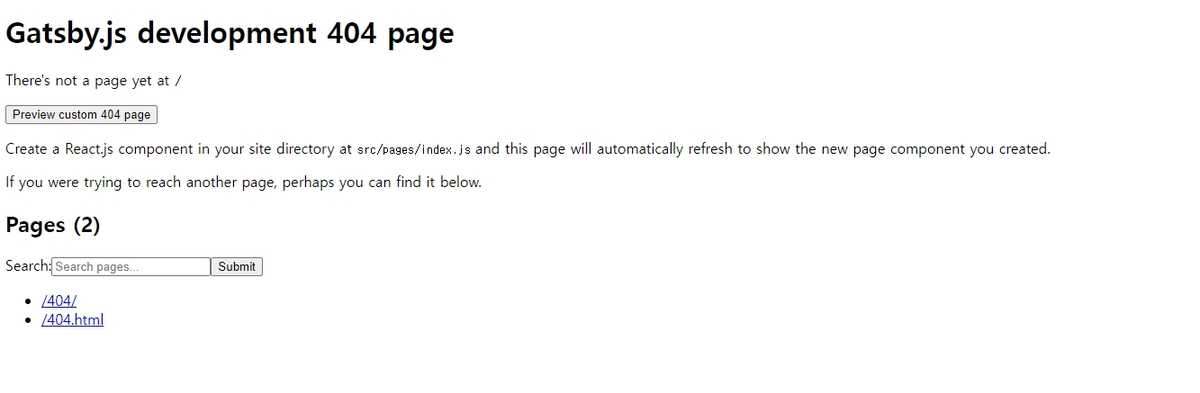 Gatsby.js development 404 page
There's not a page yet at /
Preview custom 404 page
Create a React.js component in your site directory at src/pages/index.js and this page will automatically refresh to show the new page component you created.
If you were trying to reach another page, perhaps you can find it below.
Pages (2)
Search: Search pages... Submit
/404/
/404.html